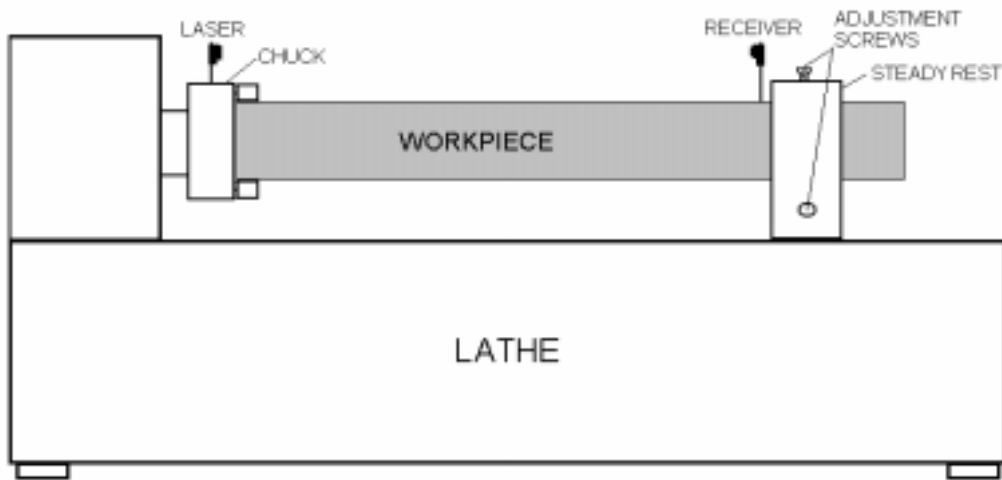 LASER
CHUCK
RECEIVER
ADJUSTMENT
SCREWS
STEADY REST
WORKPIECE
LATHE